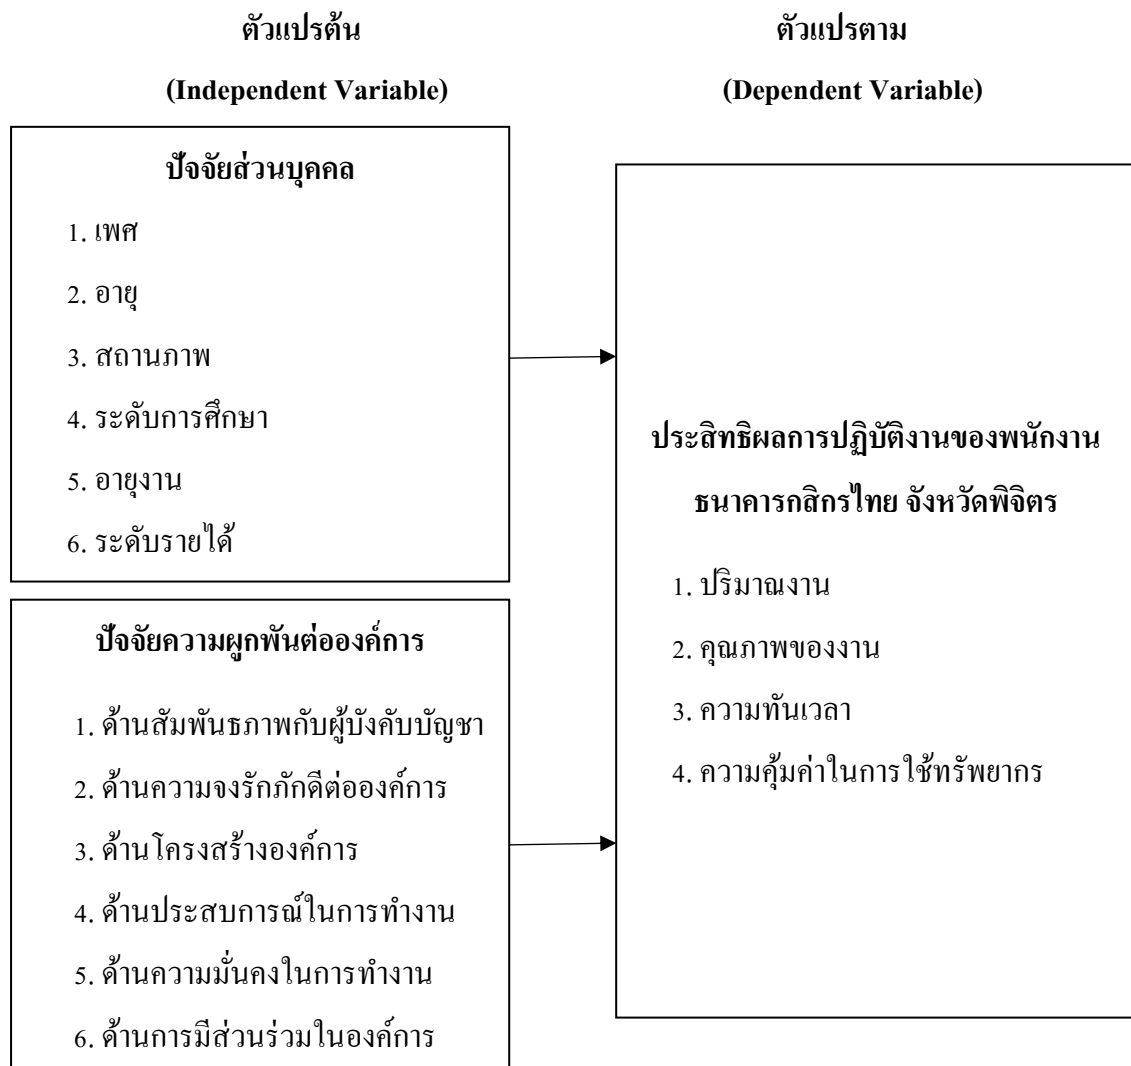 ตัวแปรต้น
(Independent Variable)
ปัจจัยส่วนบุคคล
1. เพศ
2. อายุ
3. สถานภาพ
4. ระดับการศึกษา
5. อายุงาน
6. ระดับรายได้
ปัจจัยความผูกพันต่อองค์การ
1. ด้านสัมพันธภาพกับผู้บังคับบัญชา
2. ด้านความจงรักภักดีต่อองค์การ
3. ด้านโครงสร้างองค์การ
4. ด้านประสบการณ์ในการทำงาน
5. ด้านความมั่นคงในการทำงาน
6. ด้านการมีส่วนร่วมในองค์การ
ตัวแปรตาม
(Dependent Variable)
ประสิทธิผลการปฏิบัติงานของพนักงาน
ธนาคารกสิกรไทย จังหวัดพิจิตร
1. ปริมาณงาน
2. คุณภาพของงาน
3. ความทันเวลา
4. ความคุ้มค่าในการใช้ทรัพยากร